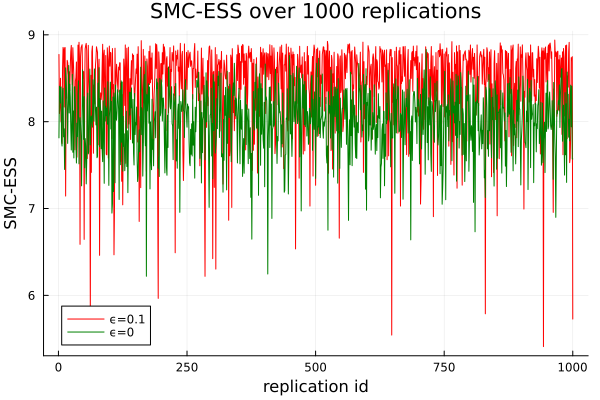 SMC-ESS over 1000 replications
SMC-ESS
9
8
7
6
ϵ=0.1
ϵ=0
0 250 500 750 1000
replication id